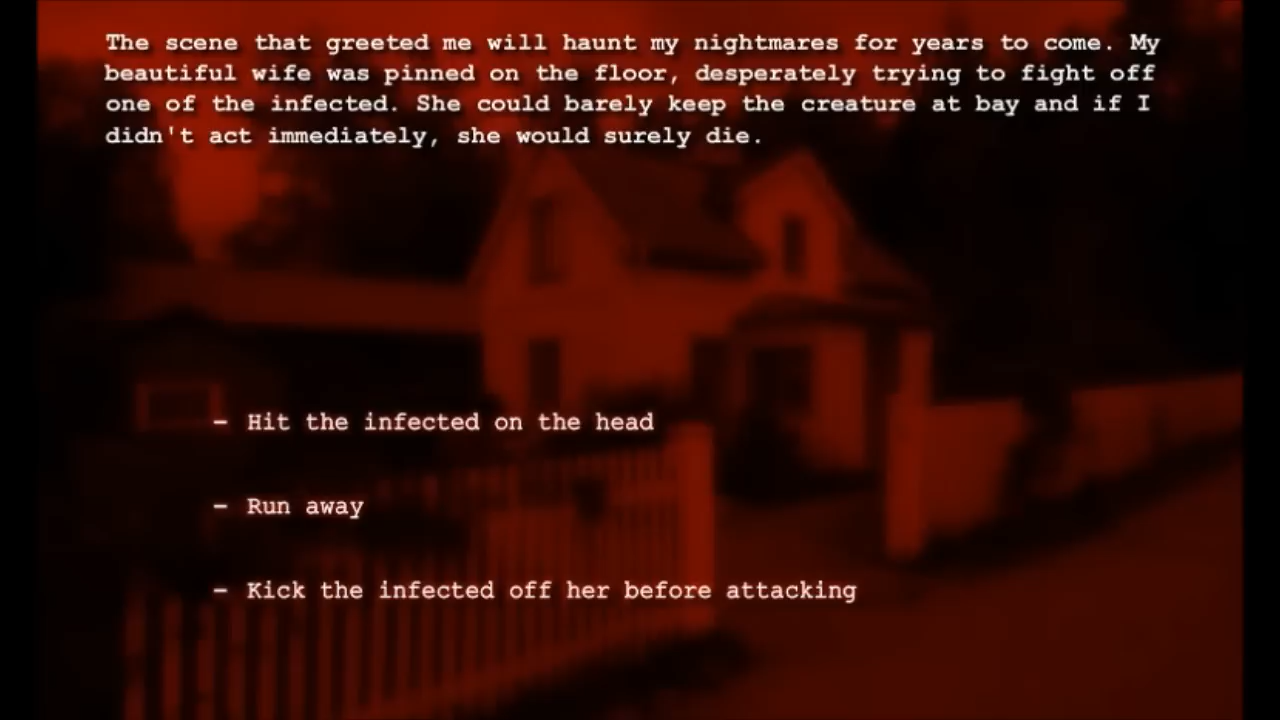 The scene that greeted me will haunt my nightmares for years to come. My
beautiful wife was pinned on the floor, desperately trying to fight off
one of the infected. She could barely keep the creature at bay and if I
didn't act immediately, she would surely die.
- Hit the infected on the head
- Run away
- Kick the infected off her before attacking